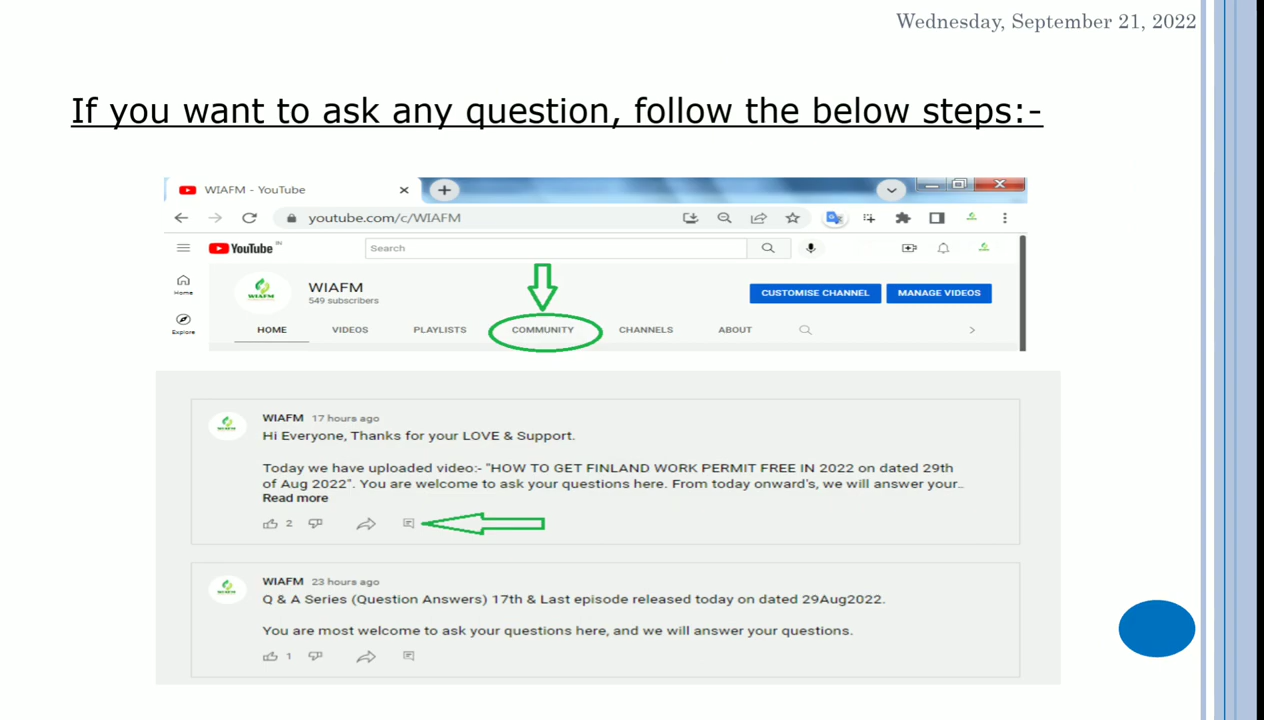 Wednesday, September 21, 2022
If you want to ask any question, follow the below steps:-
WIAFM - YouTube
youtube.com/c/WIAFM
YouTube IN
Search
Home
WIAFM
WIAFM
549 subscribers
CUSTOMISE CHANNEL
MANAGE VIDEOS
Explore
HOME
VIDEOS
PLAYLISTS
COMMUNITY
CHANNELS
ABOUT
WIAFM 17 hours ago
Hi Everyone, Thanks for your LOVE & Support.
Today we have uploaded video:- "HOW TO GET FINLAND WORK PERMIT FREE IN 2022 on dated 29th
of Aug 2022". You are welcome to ask your questions here. From today onward's, we will answer your...
Read more
2
WIAFM 23 hours ago
Q & A Series (Question Answers) 17th & Last episode released today on dated 29Aug2022.
You are most welcome to ask your questions here, and we will answer your questions.
1